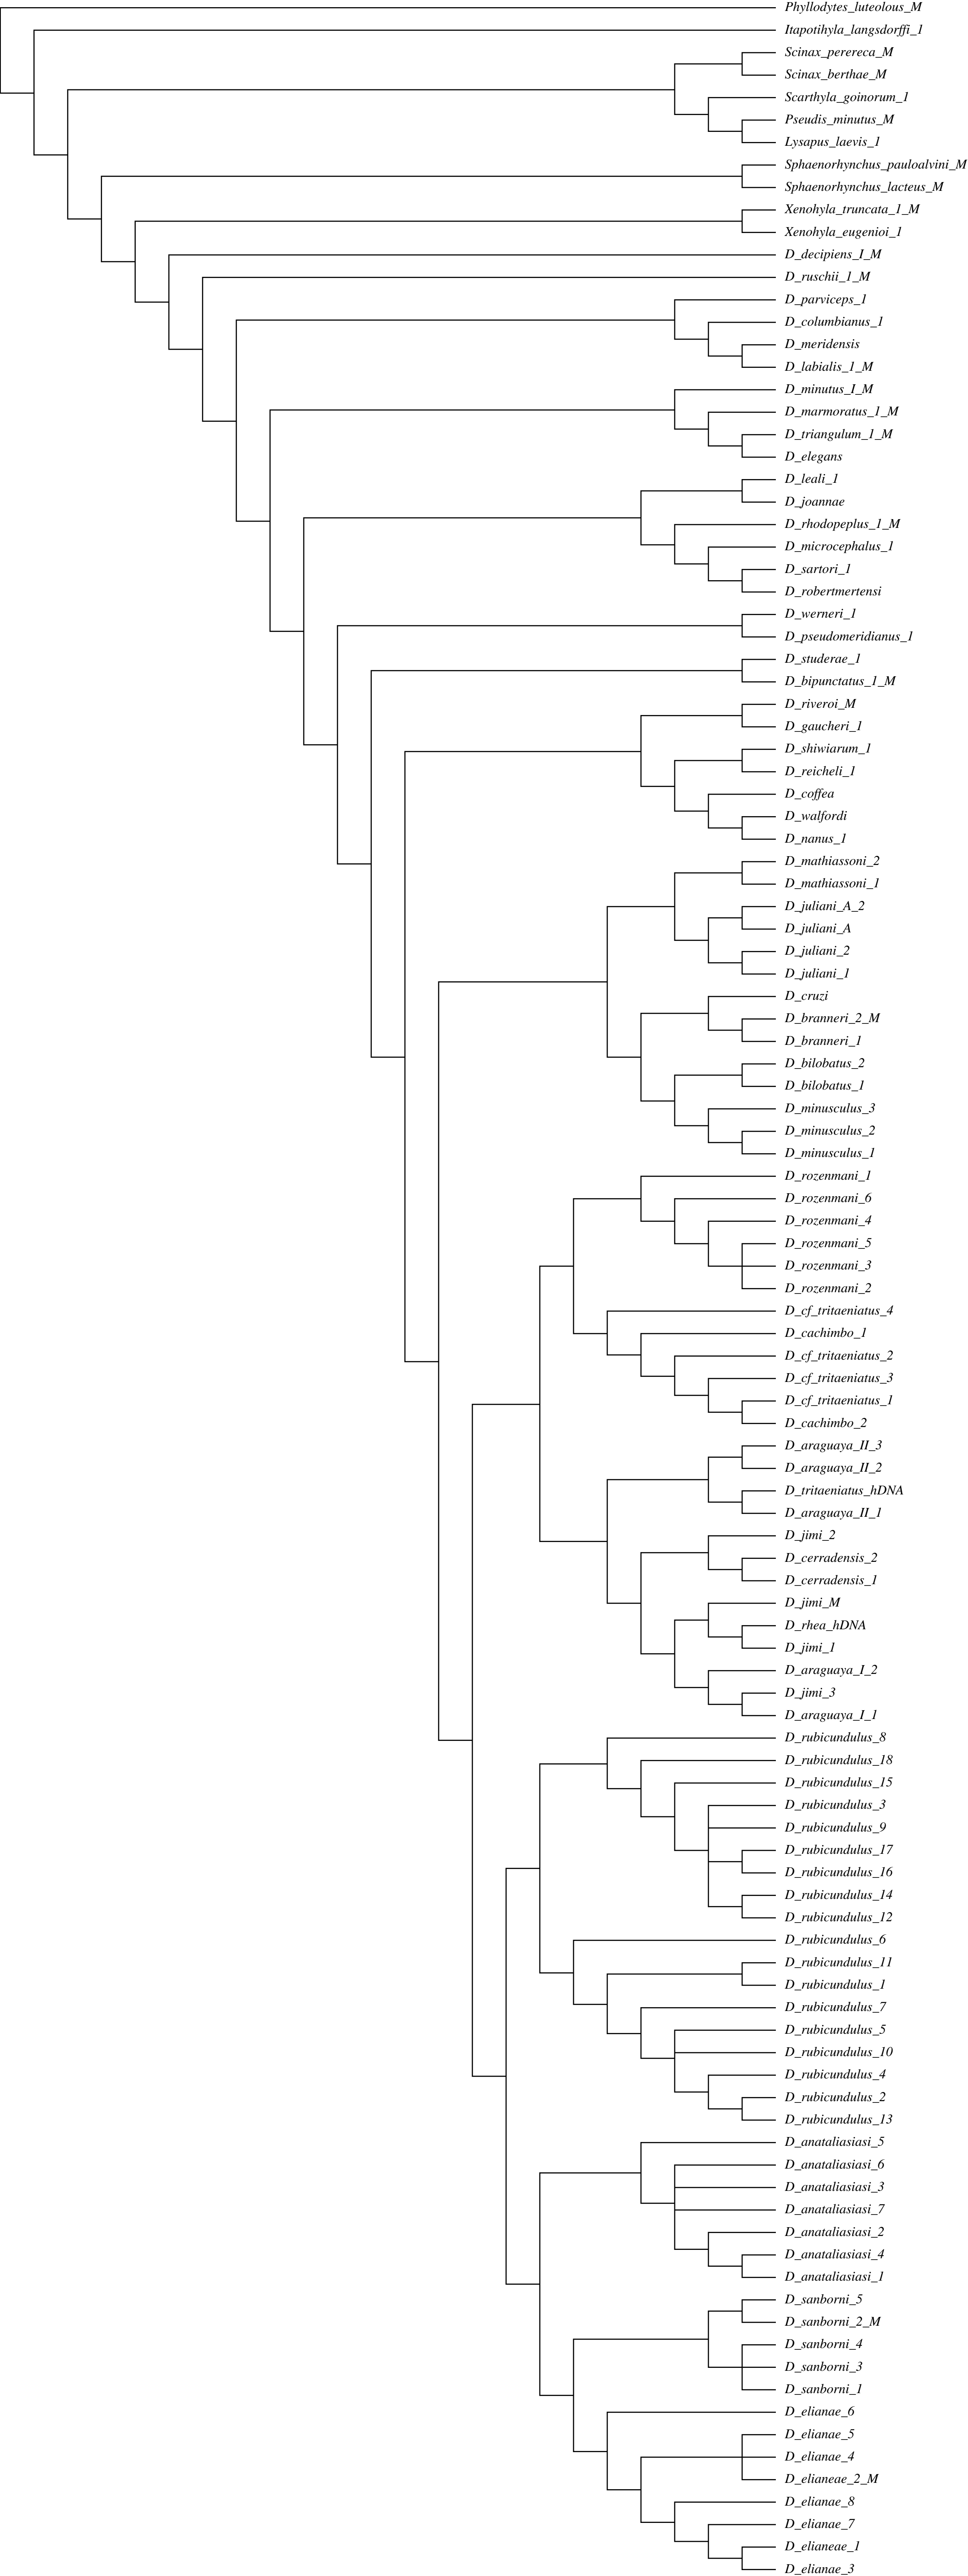 Phyllodytes_luteolous_M
Itapotihyla_langsdorffi_1
Scinax_perereca_M
Scinax_berthae_M
Scarthyla_goinorum_1
Pseudis_minutus_M
Lysapus_laevis_1
Sphaenorhynchus_pauloalvini_M
Sphaenorhynchus_lacteus_M
Xenohyla_truncata_1_M
Xenohyla_eugenioi_1
D_decipiens_I_M
D_ruschii_1_M
D_parviceps_1
D_columbianus_1
D_meridensis
D_labialis_1_M
D_minutus_I_M
D_marmoratus_1_M
D_triangulum_1_M
D_elegans
D_leali_1
D_joannae
D_rhodopeplus_1_M
D_microcephalus_1
D_sartori_1
D_robertmertensi
D_werneri_1
D_pseudomeridianus_1
D_studerae_1
D_bipunctatus_1_M
D_riveroi_M
D_gaucheri_1
D_shiwiarum_1
D_reicheli_1
D_coffea
D_walfordi
D_nanus_1
D_mathiassoni_2
D_mathiassoni_1
D_juliani_A_2
D_juliani_A
D_juliani_2
D_juliani_1
D_cruzi
D_branneri_2_M
D_branneri_1
D_bilobatus_2
D_bilobatus_1
D_minusculus_3
D_minusculus_2
D_minusculus_1
D_rozenmani_1
D_rozenmani_6
D_rozenmani_4
D_rozenmani_5
D_rozenmani_3
D_rozenmani_2
D_cf_tritaeniatus_4
D_cachimbo_1
D_cf_tritaeniatus_2
D_cf_tritaeniatus_3
D_cf_tritaeniatus_1
D_cachimbo_2
D_araguaya_II_3
D_araguaya_II_2
D_tritaeniatus_hDNA
D_araguaya_II_1
D_jimi_2
D_cerradensis_2
D_cerradensis_1
D_jimi_M
D_rhea_hDNA
D_jimi_1
D_araguaya_I_2
D_jimi_3
D_araguaya_I_1
D_rubicundulus_8
D_rubicundulus_18
D_rubicundulus_15
D_rubicundulus_3
D_rubicundulus_9
D_rubicundulus_17
D_rubicundulus_16
D_rubicundulus_14
D_rubicundulus_12
D_rubicundulus_6
D_rubicundulus_11
D_rubicundulus_1
D_rubicundulus_7
D_rubicundulus_5
D_rubicundulus_10
D_rubicundulus_4
D_rubicundulus_2
D_rubicundulus_13
D_anataliasiasi_5
D_anataliasiasi_6
D_anataliasiasi_3
D_anataliasiasi_7
D_anataliasiasi_2
D_anataliasiasi_4
D_anataliasiasi_1
D_sanborni_5
D_sanborni_2_M
D_sanborni_4
D_sanborni_3
D_sanborni_1
D_elianae_6
D_elianae_5
D_elianae_4
D_elianeae_2_M
D_elianae_8
D_elianae_7
D_elianeae_1
D_elianae_3